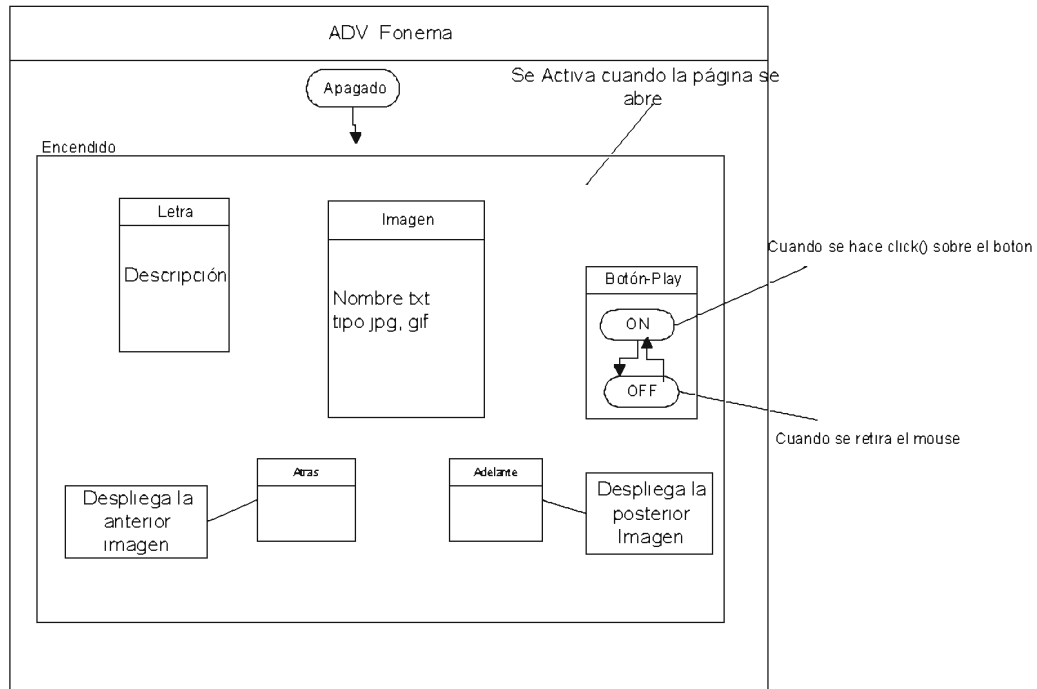 ADV Fonema
Apagado
Se Activa cuando la página se
abre
Encendido
Letra
Descripción
Imagen
Nombre txt
tipo jpg, gif
Cuando se hace click() sobre el boton
Botón-Play
ON
OFF
Cuando se retira el mouse
Atras
Adelante
Despliega la
anterior
imagen
Despliega la
posterior
Imagen